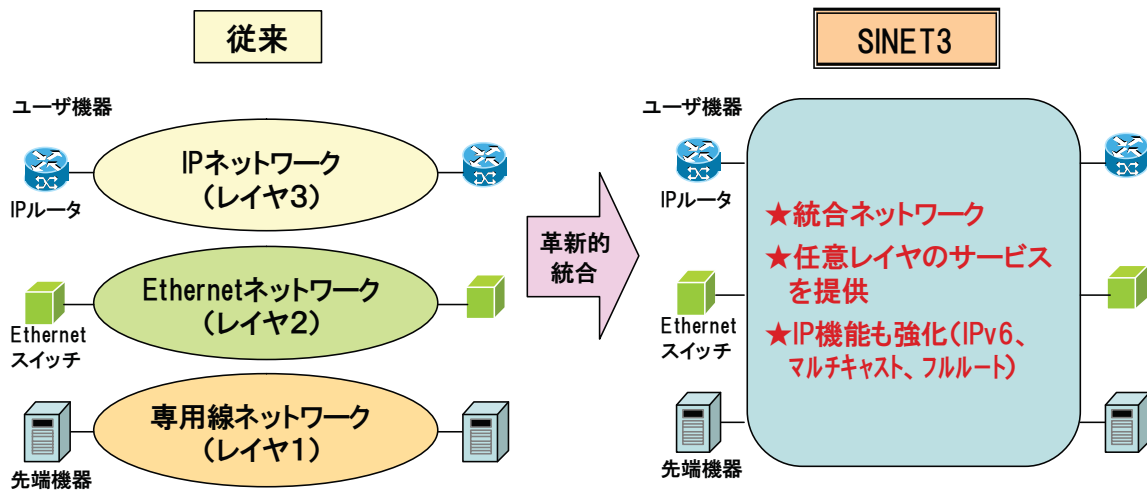 従来
ユーザ機器
IPネットワーク
(レイヤ3)
IPルータ
Ethernetネットワーク
(レイヤ2)
Ethernet
スイッチ
専用線ネットワーク
(レイヤ1)
先端機器
革新的
統合
SINET3
ユーザ機器
IPルータ
Ethernet
スイッチ
先端機器
★統合ネットワーク
★任意レイヤのサービス
を提供
★IP機能も強化(IPv6、
マルチキャスト、フルルート)